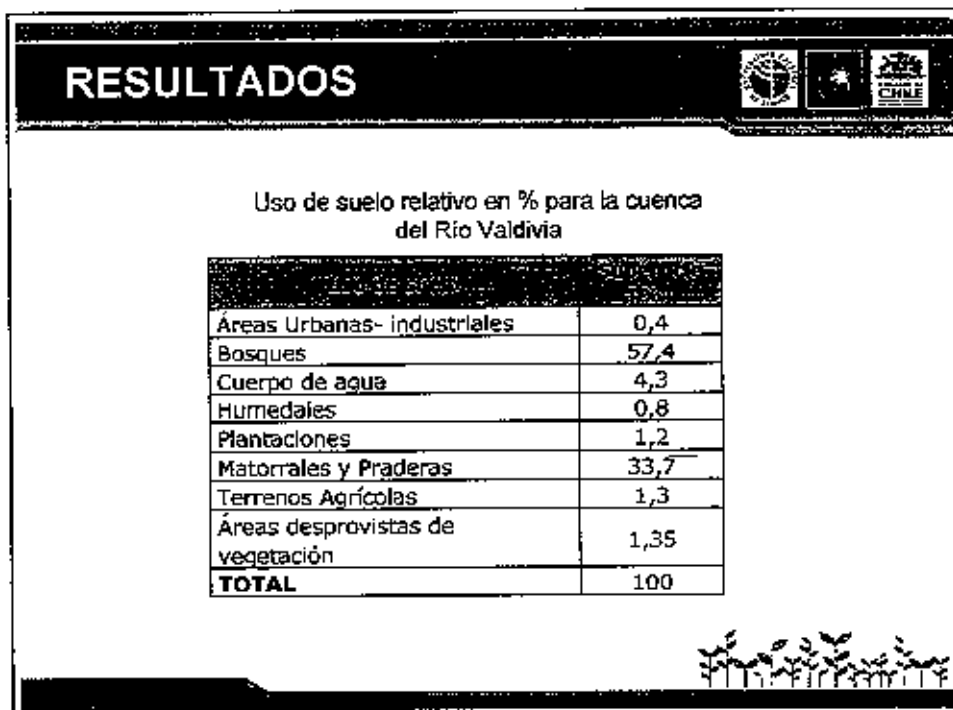 RESULTADOS
CHILE
Uso de suelo relativo en % para la cuenca
del Río Valdivia
Áreas Urbanas- industriales 0,4
Bosques 57,4
Cuerpo de agua 4,3
Humedales 0,8
Plantaciones 1,2
Matorrales y Praderas 33,7
Terrenos Agrícolas 1,3
Áreas desprovistas de
vegetación 1,35
TOTAL 100